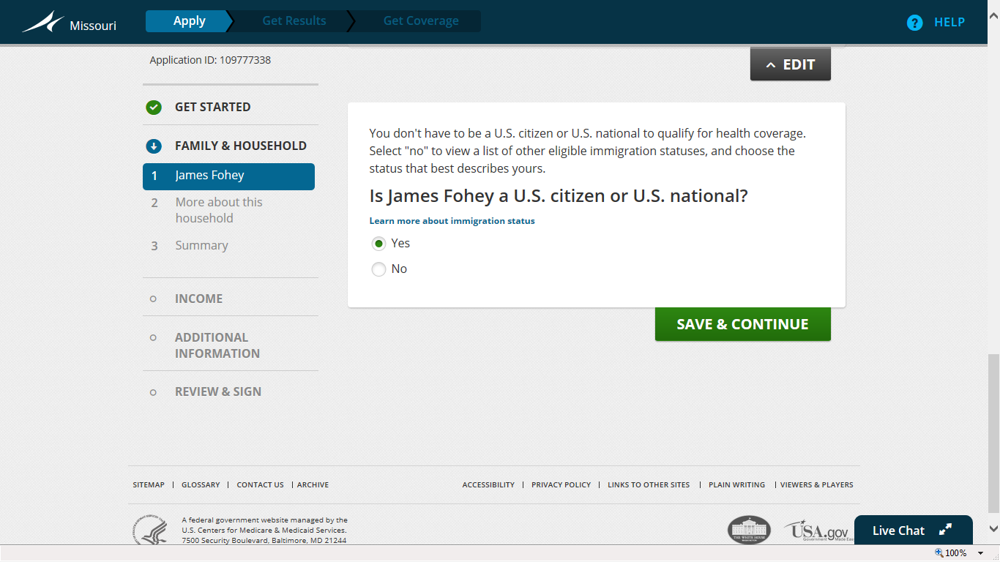 Missouri
Apply
Get Results
Get Coverage
? HELP
Application ID: 109777338
EDIT
GET STARTED
FAMILY & HOUSEHOLD
1 James Fohey
2 More about this
household
3 Summary
INCOME
ADDITIONAL
INFORMATION
REVIEW & SIGN
You don't have to be a U.S. citizen or U.S. national to qualify for health coverage.
Select "no" to view a list of other eligible immigration statuses, and choose the
status that best describes yours.
Is James Fohey a U.S. citizen or U.S. national?
Learn more about immigration status
Yes
No
SAVE & CONTINUE
SITEMAP | GLOSSARY | CONTACT US | ARCHIVE
ACCESSIBILITY | PRIVACY POLICY | LINKS TO OTHER SITES | PLAIN WRITING | VIEWERS & PLAYERS
A federal government website managed by the
U.S. Centers for Medicare & Medicaid Services.
7500 Security Boulevard, Baltimore, MD 21244
THE WHITE HOUSE
USA.gov
Government Made Eas
Live Chat
100%